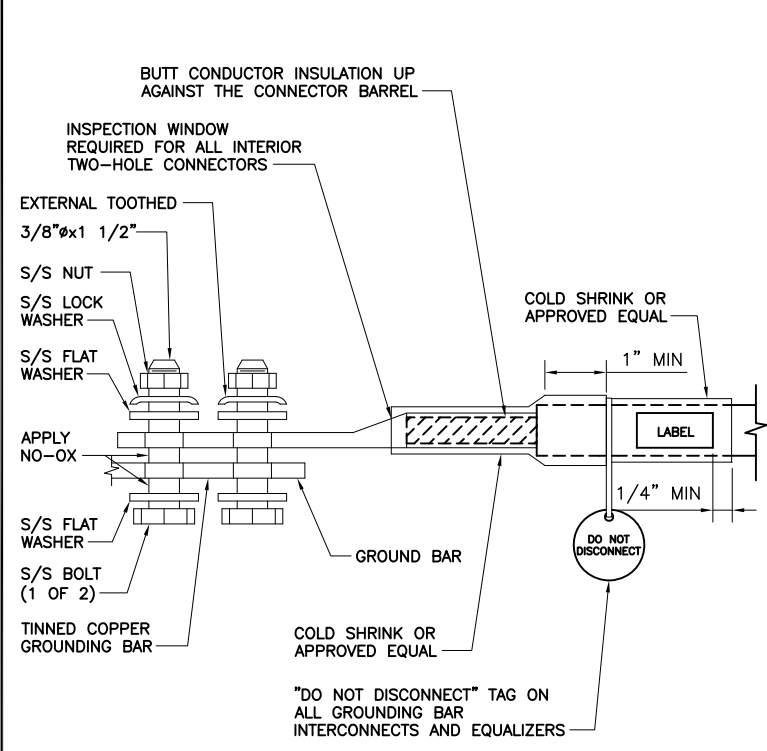 BUTT CONDUCTOR INSULATION UP
AGAINST THE CONNECTOR BARREL
INSPECTION WINDOW
REQUIRED FOR ALL INTERIOR
TWO-HOLE CONNECTORS
EXTERNAL TOOTHED
3/8"øx1 1/2"
S/S NUT
S/S LOCK
WASHER
S/S FLAT
WASHER
APPLY
NO-OX
S/S FLAT
WASHER
S/S BOLT
(1 OF 2)
TINNED COPPER
GROUNDING BAR
GROUND BAR
COLD SHRINK OR
APPROVED EQUAL
1" MIN
LABEL
1/4" MIN
DO NOT
DISCONNECT
COLD SHRINK OR
APPROVED EQUAL
"DO NOT DISCONNECT" TAG ON
ALL GROUNDING BAR
INTERCONNECTS AND EQUALIZERS